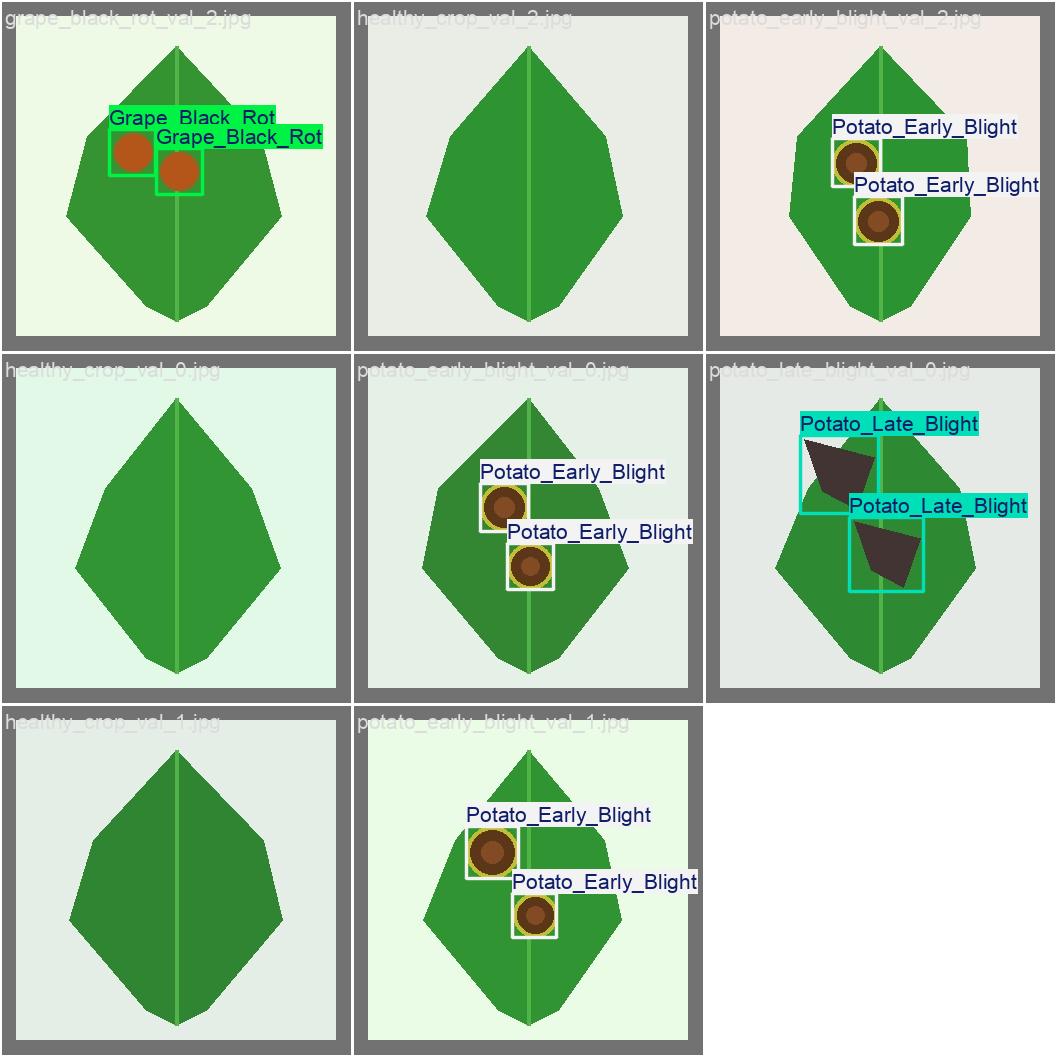 grape_black_rot_val_2.jpg
Grape_Black_Rot
Grape_Black_Rot
healthy_crop_val_2.jpg
potato_early_blight_val_2.jpg
Potato_Early_Blight
Potato_Early_Blight
healthy_crop_val_0.jpg
potato_early_blight_val_0.jpg
Potato_Early_Blight
Potato_Early_Blight
potato_late_blight_val_0.jpg
Potato_Late_Blight
Potato_Late_Blight
healthy_crop_val_1.jpg
potato_early_blight_val_1.jpg
Potato_Early_Blight
Potato_Early_Blight